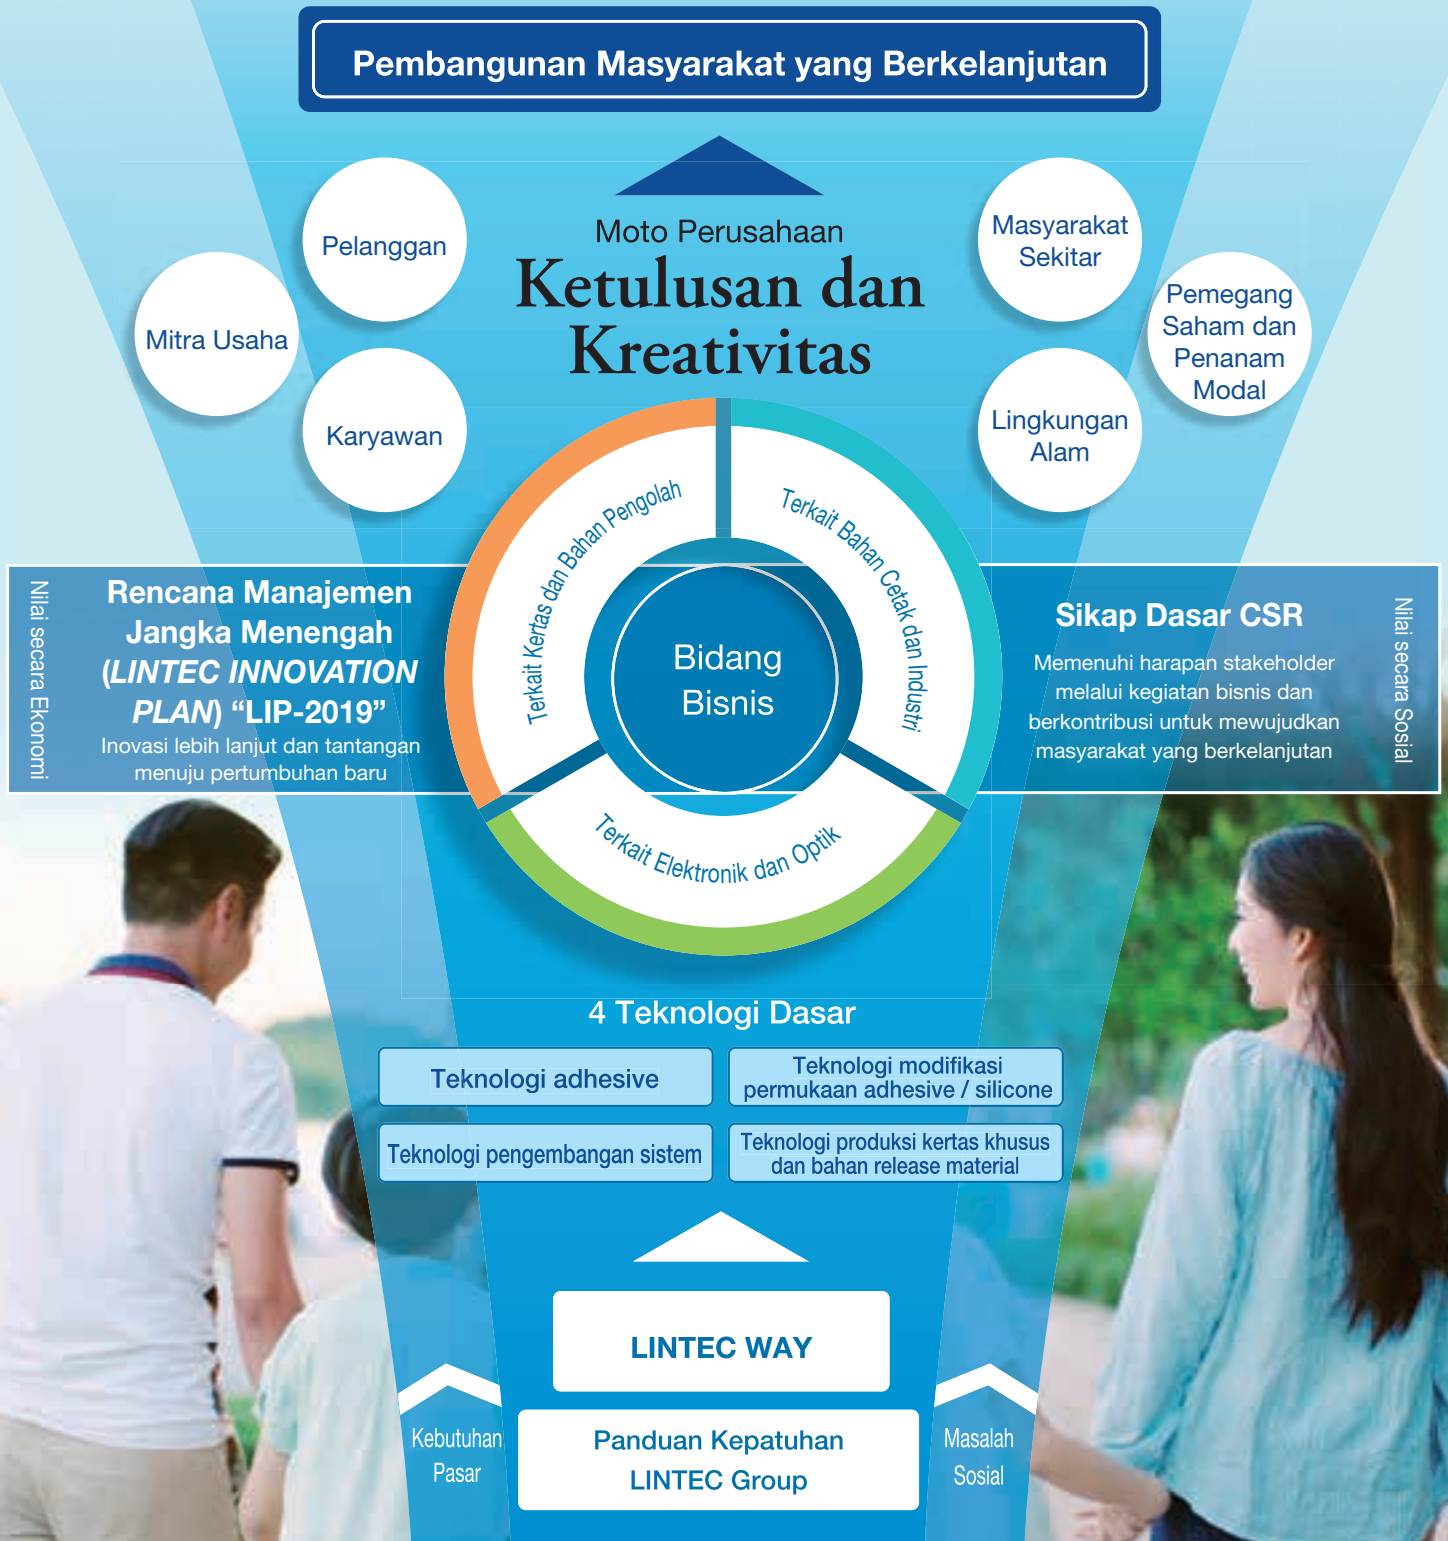 Pembangunan Masyarakat yang Berkelanjutan
Moto Perusahaan
Ketulusan dan
Kreativitas
Pelanggan
Mitra Usaha
Karyawan
Masyarakat
Sekitar
Pemegang
Saham dan
Penanam
Modal
Lingkungan
Alam
Terkait Kertas dan Bahan Pengolah
Terkait Bahan Cetak dan Industri
Terkait Elektronik dan Optik
Bidang
Bisnis
Nilai secara Ekonomi
Rencana Manajemen
Jangka Menengah
(LINTEC INNOVATION
PLAN) “LIP-2019”
Inovasi lebih lanjut dan tantangan
menuju pertumbuhan baru
Sikap Dasar CSR
Memenuhi harapan stakeholder
melalui kegiatan bisnis dan
berkontribusi untuk mewujudkan
masyarakat yang berkelanjutan
Nilai secara Sosial
4 Teknologi Dasar
Teknologi adhesive
Teknologi modifikasi
permukaan adhesive / silicone
Teknologi pengembangan sistem
Teknologi produksi kertas khusus
dan bahan release material
LINTEC WAY
Panduan Kepatuhan
LINTEC Group
Kebutuhan
Pasar
Masalah
Sosial